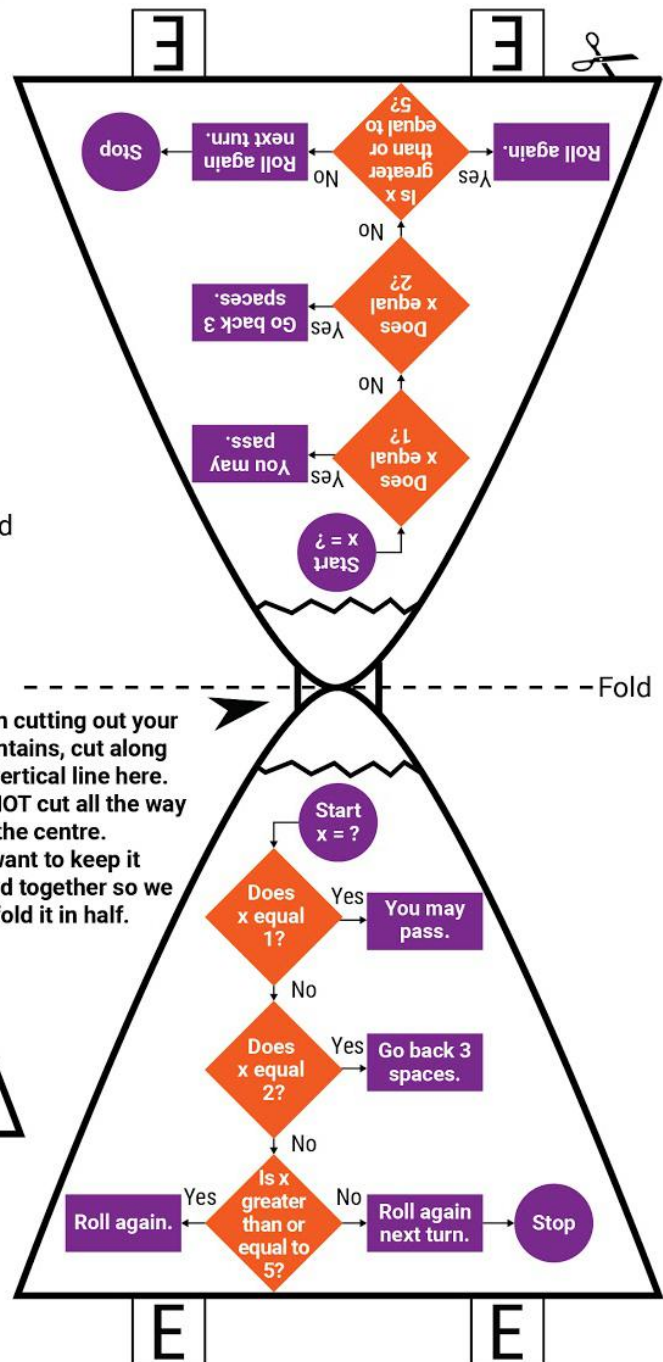 Start
x = ?
Does
x equal
1?
Yes
You may
pass.
No
Does
x equal
2?
Yes
Go back 3
spaces.
No
Is x
greater
than or
equal to
5?
Yes
Roll again.
No
Roll again
next turn.
Stop
E
E
d
Fold
n cutting out your
ntains, cut along
ertical line here.
NOT cut all the way
the centre.
want to keep it
d together so we
fold it in half.
Start
x = ?
Does
x equal
1?
Yes
You may
pass.
No
Does
x equal
2?
Yes
Go back 3
spaces.
No
Is x
greater
than or
equal to
5?
Yes
Roll again.
No
Roll again
next turn.
Stop
E
E